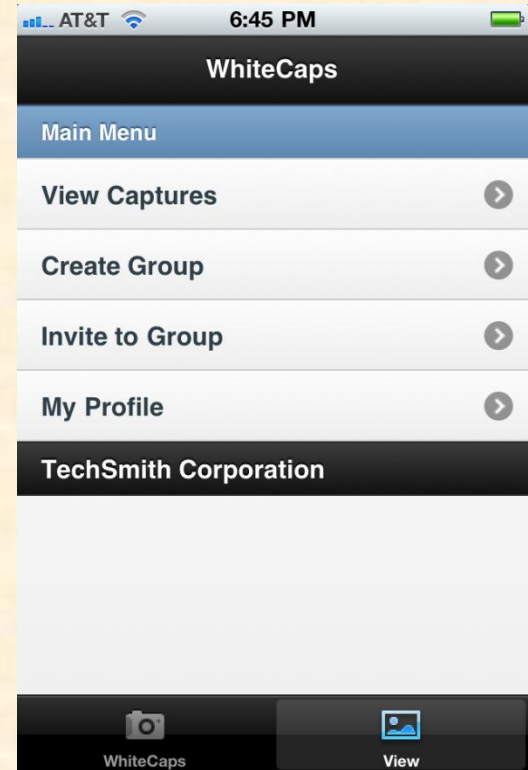 AT&T 6:45 PM
WhiteCaps
Main Menu
View Captures
Create Group
Invite to Group
My Profile
TechSmith Corporation
WhiteCaps View